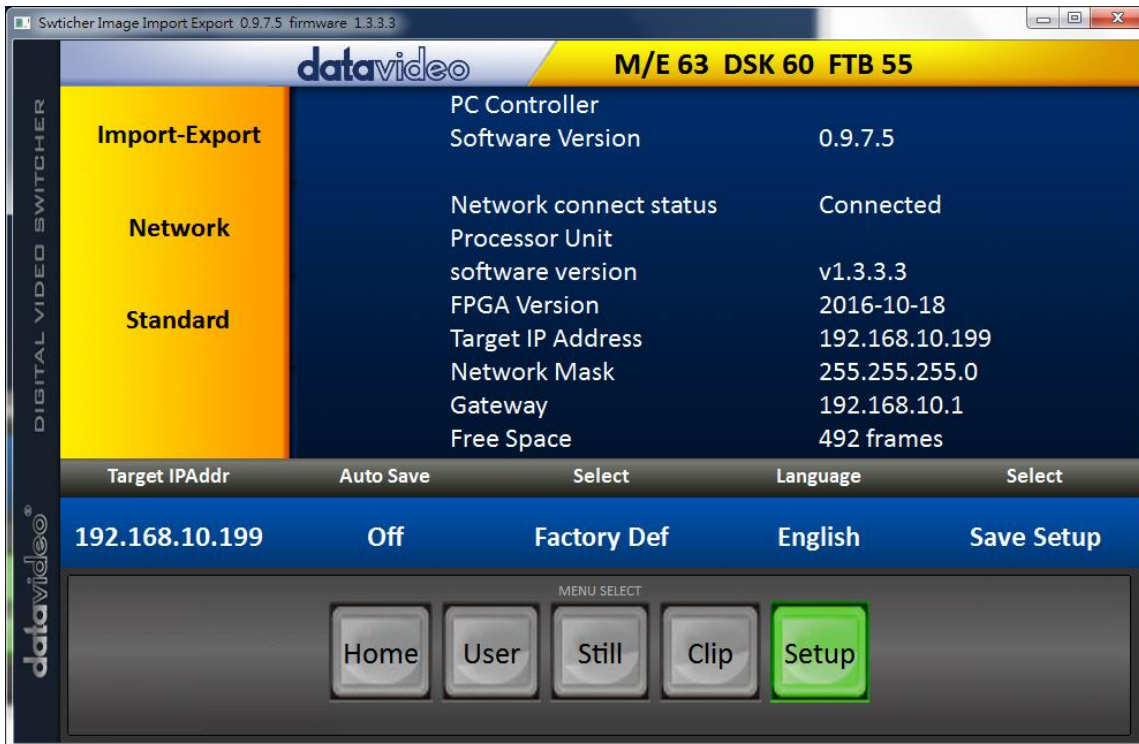 Swticher Image Import Export 0.9.7.5 firmware 1.3.3.3
datavideo M/E 63 DSK 60 FTB 55
DIGITAL VIDEO SWITCHER
datavideo®
Import-Export
Network
Standard
PC Controller
Software Version 0.9.7.5
Network connect status Connected
Processor Unit
software version v1.3.3.3
FPGA Version 2016-10-18
Target IP Address 192.168.10.199
Network Mask 255.255.255.0
Gateway 192.168.10.1
Free Space 492 frames
Target IPAddr Auto Save Select Language Select
192.168.10.199 Off Factory Def English Save Setup
MENU SELECT
Home User Still Clip Setup